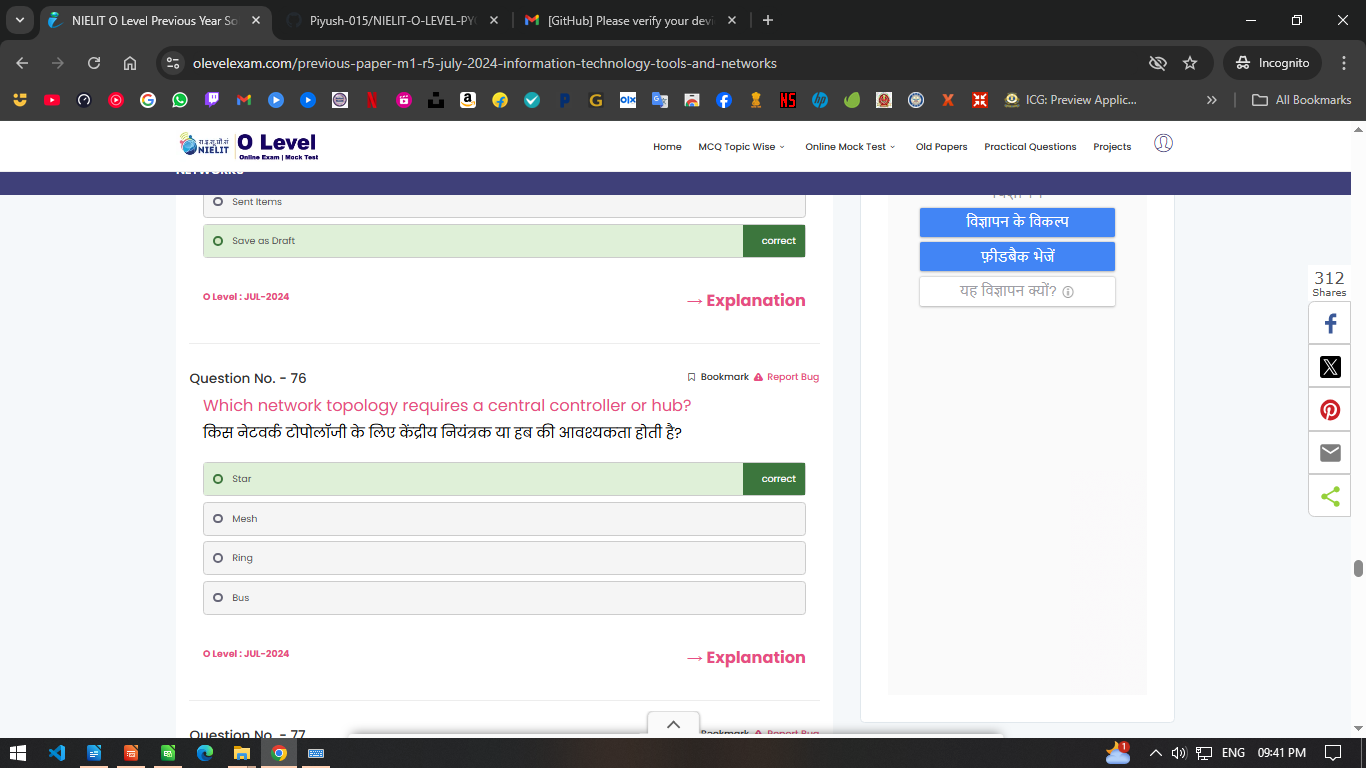 NIELIT O Level Previous Year So
Piyush-015/NIELIT-O-LEVEL-PY
[GitHub] Please verify your devi
olevelexam.com/previous-paper-m1-r5-july-2024-information-technology-tools-and-networks
Incognito
ICG: Preview Applic...
All Bookmarks
रा.इ.सू.प्रौ.सं
NIELIT
O Level
Online Exam | Mock Test
Home
MCQ Topic Wise
Online Mock Test
Old Papers
Practical Questions
Projects
NETWORKS
Sent Items
Save as Draft
correct
O Level : JUL-2024
→ Explanation
विज्ञापन
विज्ञापन के विकल्प
फ़ीडबैक भेजें
यह विज्ञापन क्यों?
312
Shares
Question No. - 76
Bookmark
Report Bug
Which network topology requires a central controller or hub?
किस नेटवर्क टोपोलॉजी के लिए केंद्रीय नियंत्रक या हब की आवश्यकता होती है?
Star
correct
Mesh
Ring
Bus
O Level : JUL-2024
→ Explanation
Question No. - 77
Bookmark
Report Bug
1
ENG
09:41 PM